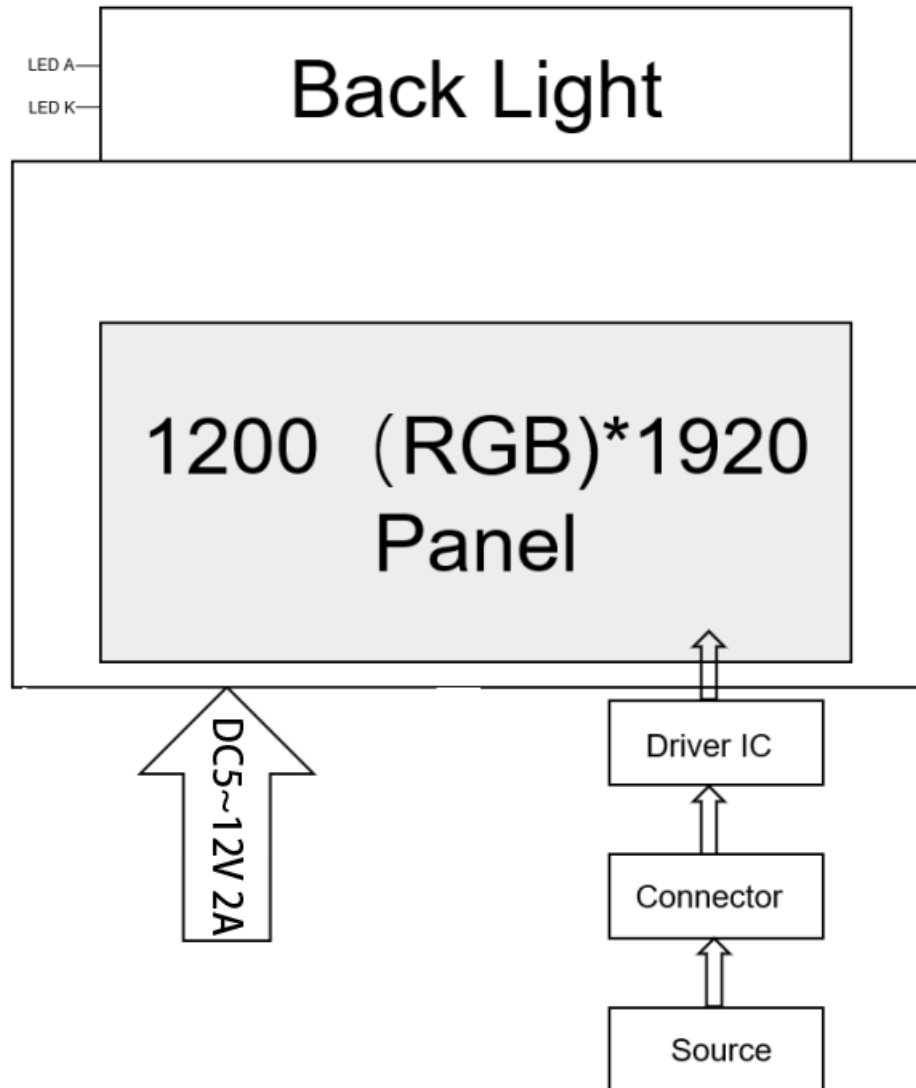 LED A
LED K
Back Light
1200 （RGB)*1920
Panel
DC5~12V 2A
Driver IC
Connector
Source